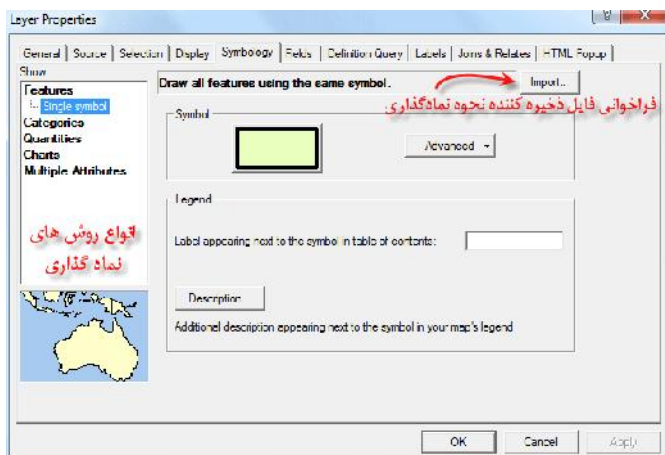 Layer Properties
General Source Selection Display Symbology Fields Definition Query Labels Joins & Relates HTML Popup
Show:
Features
Single symbol
Categories
Quantities
Charts
Multiple Attributes
انواع روش های
نماد گذاری
Draw all features using the same symbol.
Import...
فراخوانی فایل ذخیره کننده نحوه نمادگذاری
Symbol
Advanced
Legend
Label appearing next to the symbol in table of contents:
Description
Additional description appearing next to the symbol in your map's legend
OK
Cancel
Apply